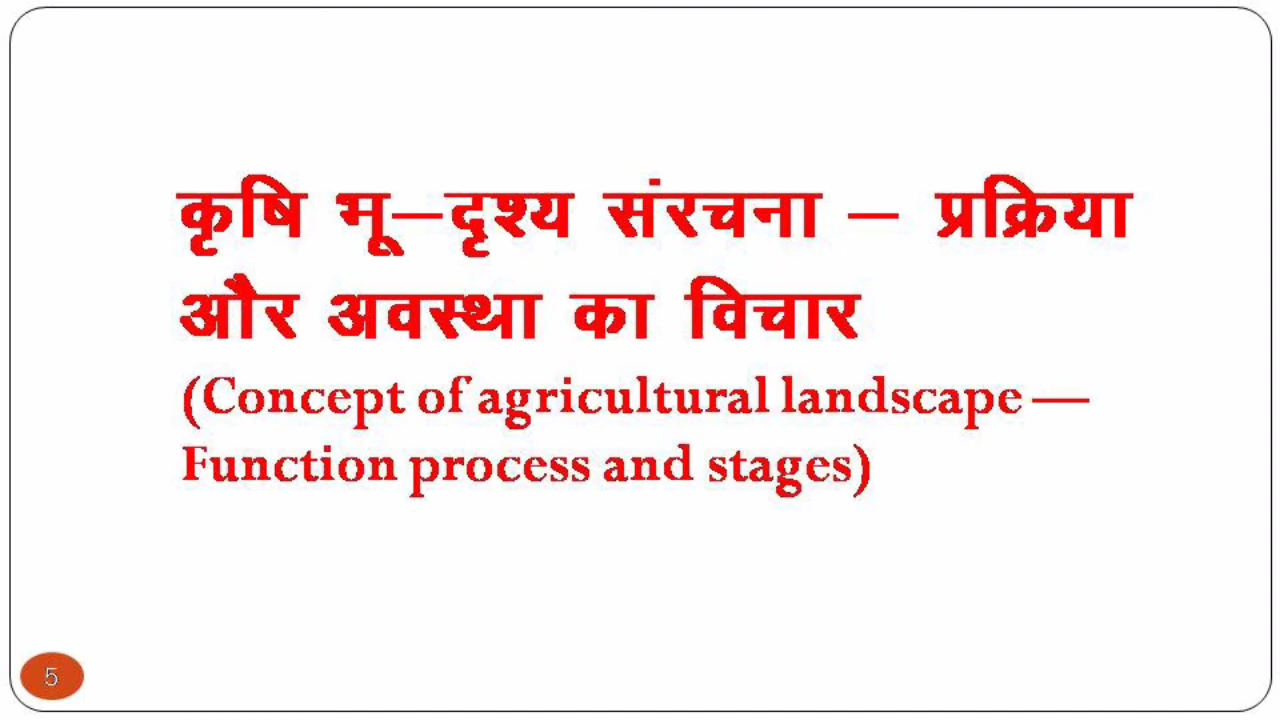 कृषि भू–दृश्य संरचना – प्रक्रिया
और अवस्था का विचार
(Concept of agricultural landscape —
Function process and stages)
5